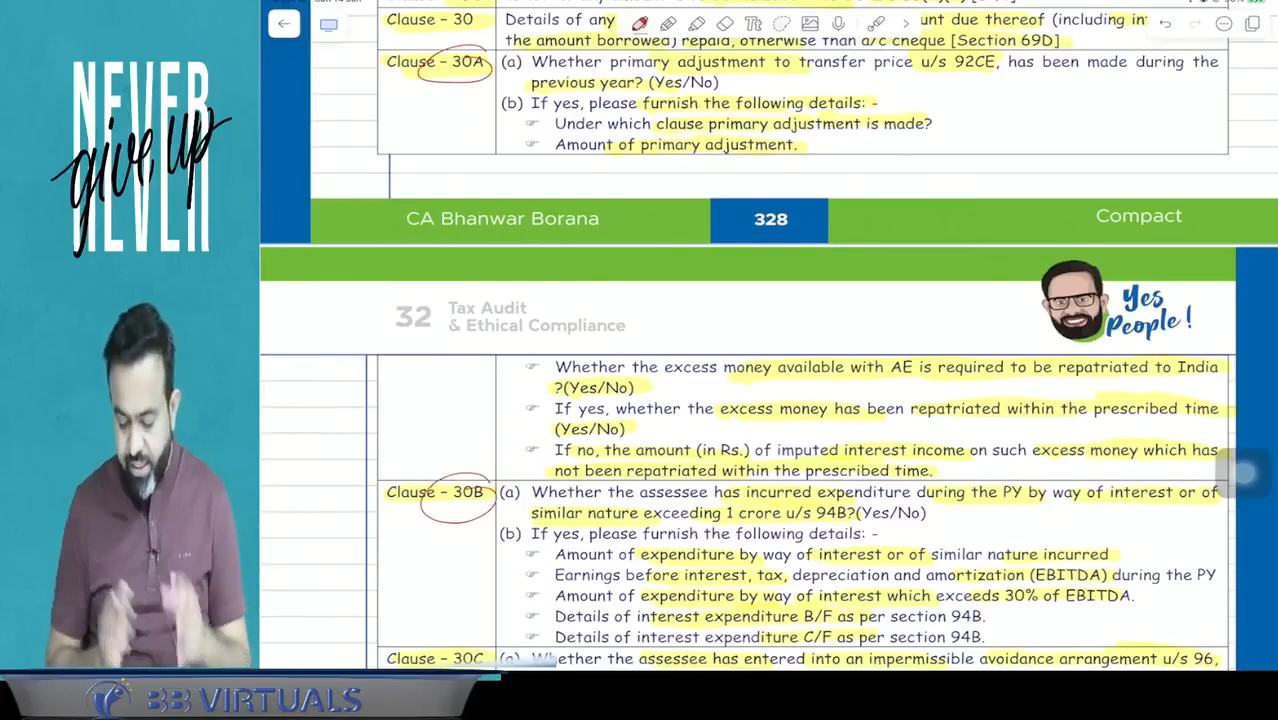 NEVER
give up
NEVER
Clause - 30
Details of any
unt due thereof (including in
the amount borrowed) repaid, otherwise than a/c cheque [Section 69D]
Clause - 30A
(a) Whether primary adjustment to transfer price u/s 92CE, has been made during the
previous year? (Yes/No)
(b) If yes, please furnish the following details: -
☞ Under which clause primary adjustment is made?
☞ Amount of primary adjustment.
CA Bhanwar Borana
328
Compact
32
Tax Audit
& Ethical Compliance
Yes
People!
☞ Whether the excess money available with AE is required to be repatriated to India
?(Yes/No)
☞ If yes, whether the excess money has been repatriated within the prescribed time
(Yes/No)
☞ If no, the amount (in Rs.) of imputed interest income on such excess money which has
not been repatriated within the prescribed time.
Clause - 30B
(a) Whether the assessee has incurred expenditure during the PY by way of interest or of
similar nature exceeding 1 crore u/s 94B?(Yes/No)
(b) If yes, please furnish the following details: -
☞ Amount of expenditure by way of interest or of similar nature incurred
☞ Earnings before interest, tax, depreciation and amortization (EBITDA) during the PY
☞ Amount of expenditure by way of interest which exceeds 30% of EBITDA.
☞ Details of interest expenditure B/F as per section 94B.
☞ Details of interest expenditure C/F as per section 94B.
Clause - 30C
(a) Whether the assessee has entered into an impermissible avoidance arrangement u/s 96,
BB VIRTUALS